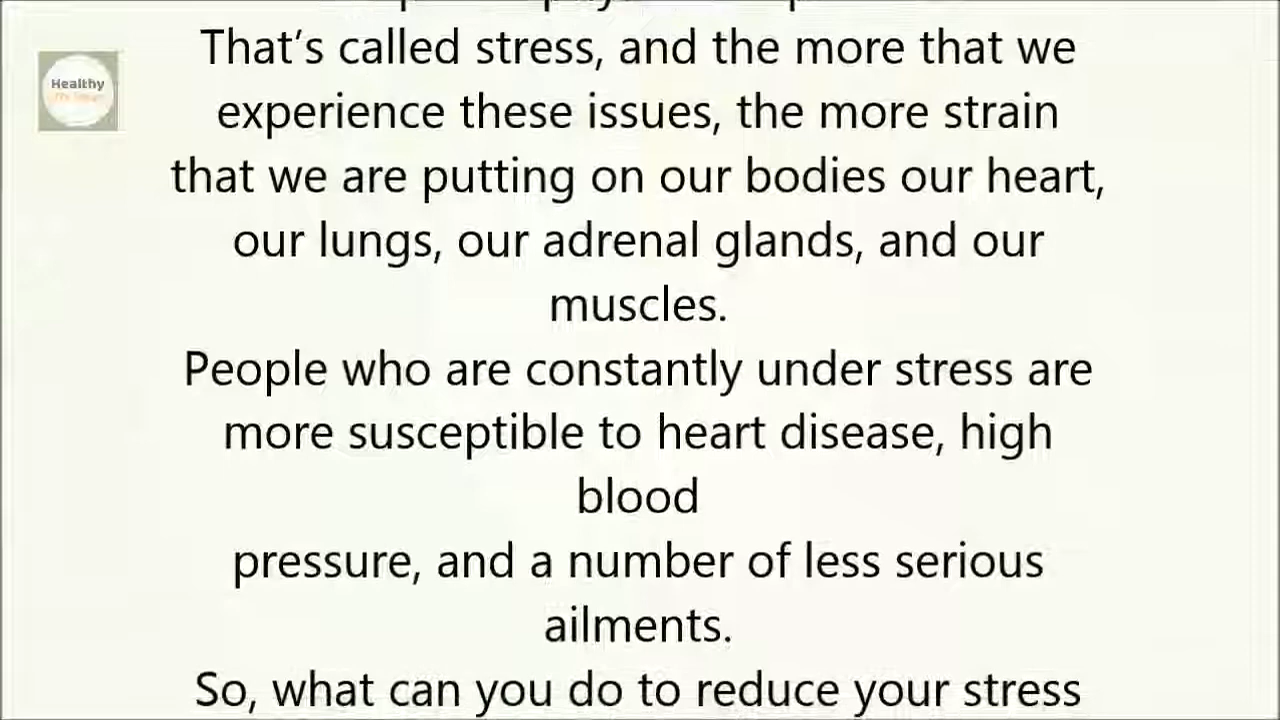 Healthy
That's called stress, and the more that we
experience these issues, the more strain
that we are putting on our bodies our heart,
our lungs, our adrenal glands, and our
muscles.
People who are constantly under stress are
more susceptible to heart disease, high
blood
pressure, and a number of less serious
ailments.
So, what can you do to reduce your stress